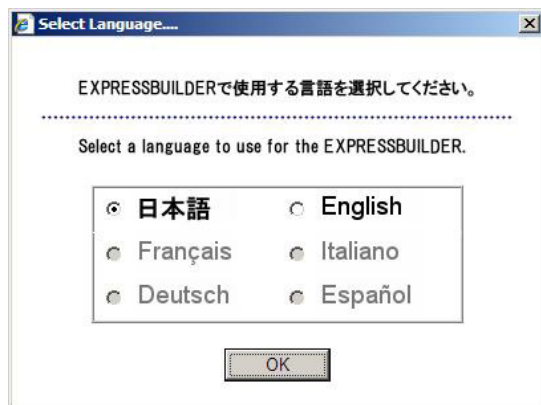 Select Language....
EXPRESSBUILDERで使用する言語を選択してください。
Select a language to use for the EXPRESSBUILDER.
日本語 English
Français Italiano
Deutsch Español
OK